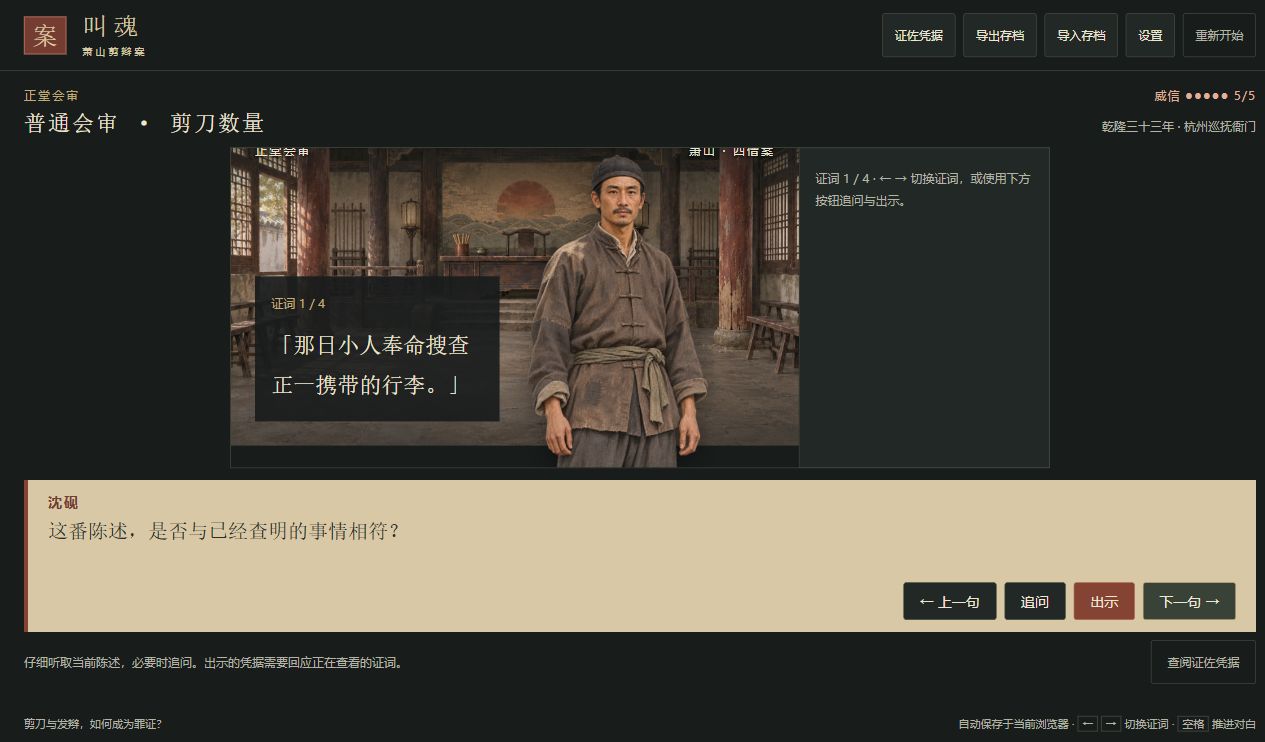 案
叫魂
萧山剪辫案
证佐凭据
导出存档
导入存档
设置
重新开始
正堂会审
普通会审 · 剪刀数量
威信 ●●●●● 5/5
乾隆三十三年 · 杭州巡抚衙门
正堂会审
萧山 · 四僧案
证词 1 / 4 · ← → 切换证词，或使用下方
按钮追问与出示。
证词 1 / 4
「那日小人奉命搜查
正一携带的行李。」
沈砚
这番陈述，是否与已经查明的事情相符？
← 上一句
追问
出示
下一句 →
仔细听取当前陈述，必要时追问。出示的凭据需要回应正在查看的证词。
查阅证佐凭据
剪刀与发辫，如何成为罪证？
自动保存于当前浏览器 · ← → 切换证词 · 空格 推进对白